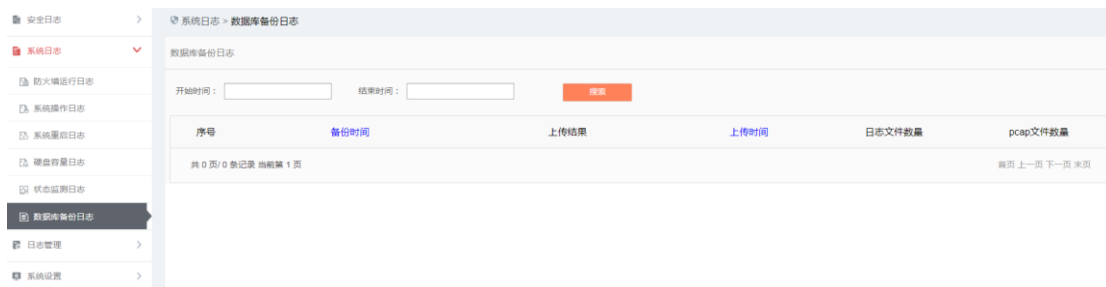 安全日志
系统日志
防火墙运行日志
系统操作日志
系统重启日志
硬盘容量日志
状态监测日志
数据库备份日志
日志管理
系统设置
系统日志 > 数据库备份日志
数据库备份日志
开始时间： 结束时间： 搜索
序号 备份时间 上传结果 上传时间 日志文件数量 pcap文件数量
共 0 页/ 0 条记录 当前第 1 页 首页 上一页 下一页 末页